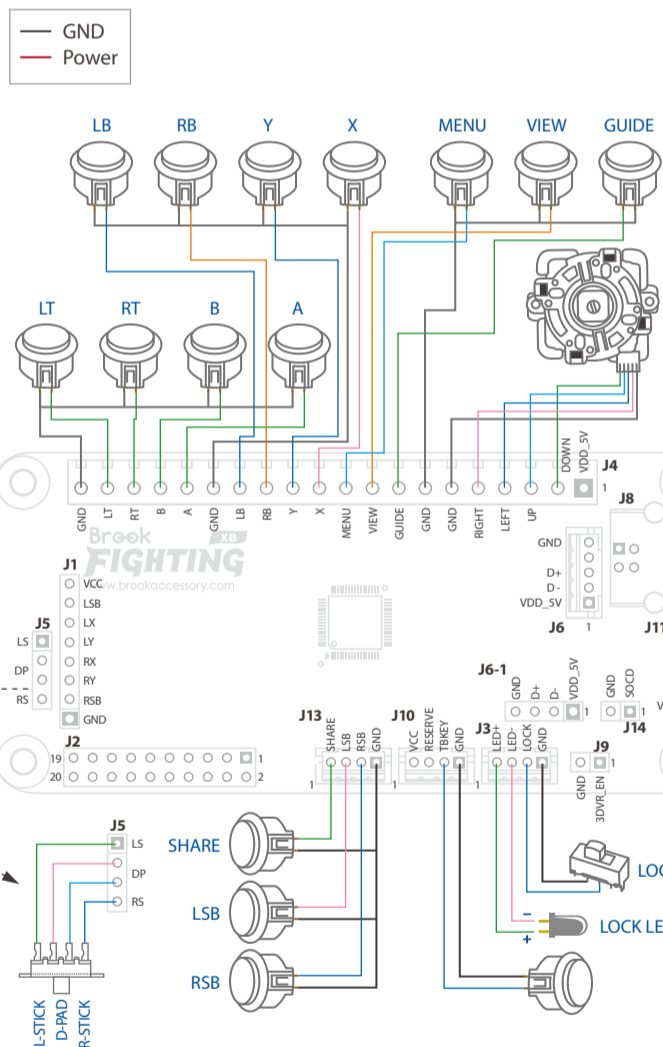 GND
Power
LB RB Y X MENU VIEW GUIDE
LT RT B A
J4
GND LT RT B A GND LB RB Y X MENU VIEW GUIDE GND GND RIGHT LEFT UP DOWN VDD_5V
1
Brook XB
FIGHTING
www.brookaccessory.com
J8
GND
D+
D-
VDD_5V
J6 1
J11
J1
VCC
LSB
LX
LY
RX
RY
RSB
GND
J5
LS
DP
RS
J6-1
GND D+ D- VDD_5V
1
GND SOCD
1
J14
J2
19 1
20 2
J13
SHARE LSB RSB GND
1
J10
VCC RESERVE TBKEY GND
1
J3
LED+ LED- LOCK GND
1
J9
1
GND 3DVR_EN
J5
LS
DP
RS
L-STICK
D-PAD
R-STICK
SHARE
LSB
RSB
− 
+